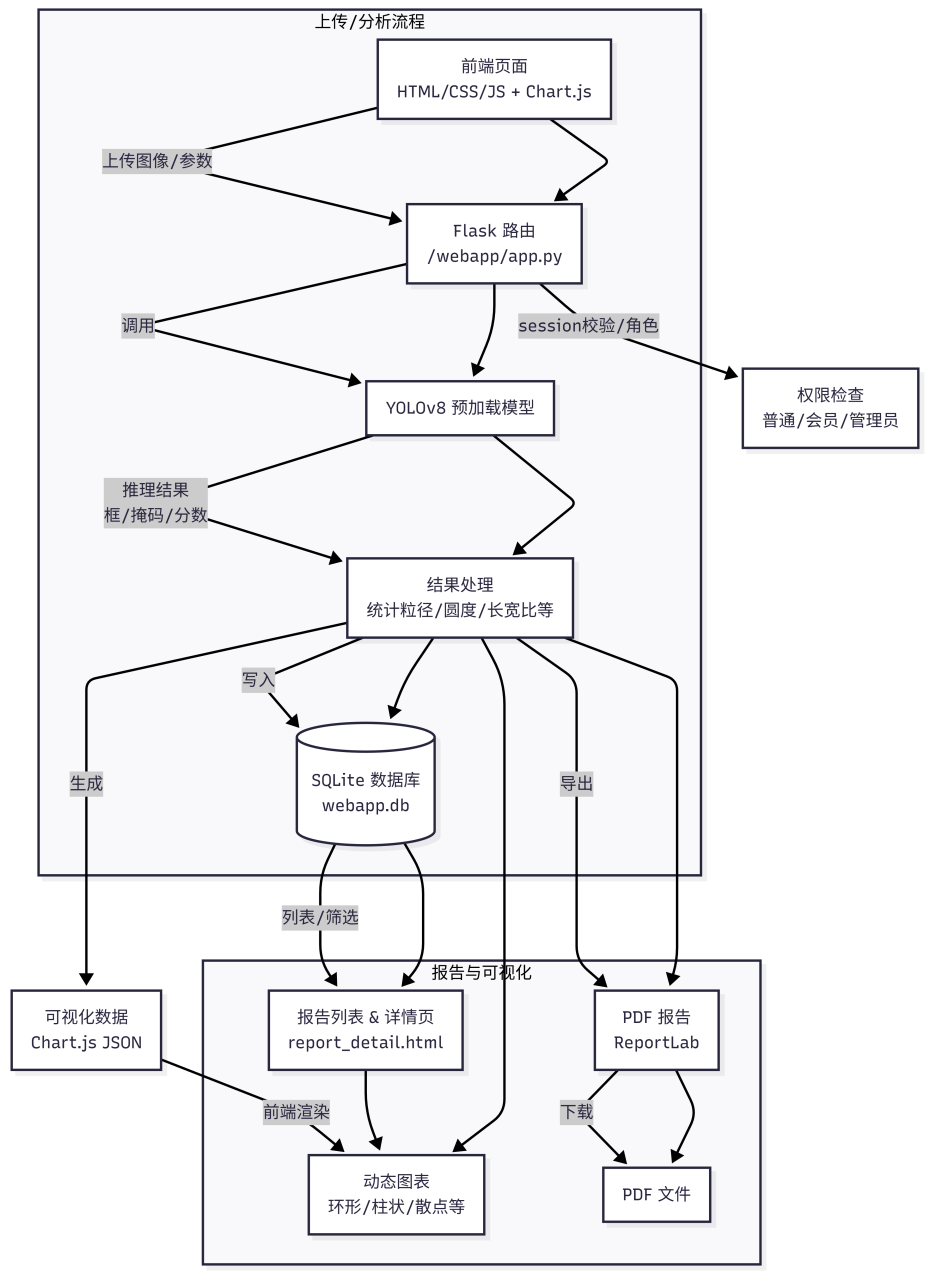 上传/分析流程
前端页面
HTML/CSS/JS + Chart.js
上传图像/参数
Flask 路由
/webapp/app.py
调用
session校验/角色
权限检查
普通/会员/管理员
YOLOv8 预加载模型
推理结果
框/掩码/分数
结果处理
统计粒径/圆度/长宽比等
写入
生成
SQLite 数据库
webapp.db
导出
列表/筛选
报告与可视化
可视化数据
Chart.js JSON
报告列表 & 详情页
report_detail.html
PDF 报告
ReportLab
前端渲染
下载
动态图表
环形/柱状/散点等
PDF 文件